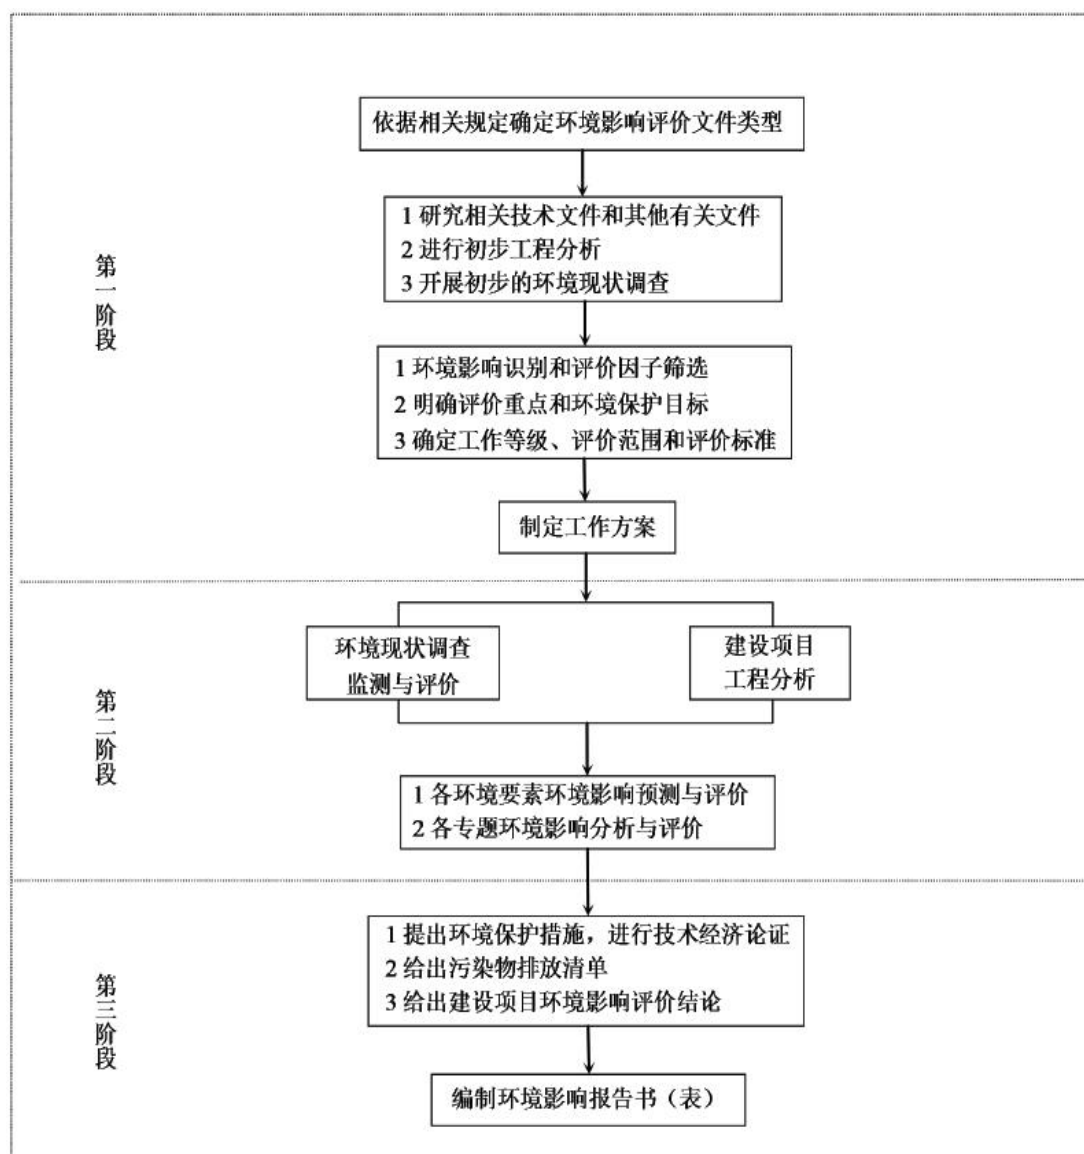 依据相关规定确定环境影响评价文件类型
1 研究相关技术文件和其他有关文件
2 进行初步工程分析
3 开展初步的环境现状调查
第一阶段
1 环境影响识别和评价因子筛选
2 明确评价重点和环境保护目标
3 确定工作等级、评价范围和评价标准
制定工作方案
环境现状调查
监测与评价
建设项目
工程分析
第二阶段
1 各环境要素环境影响预测与评价
2 各专题环境影响分析与评价
1 提出环境保护措施，进行技术经济论证
2 给出污染物排放清单
3 给出建设项目环境影响评价结论
第三阶段
编制环境影响报告书（表）